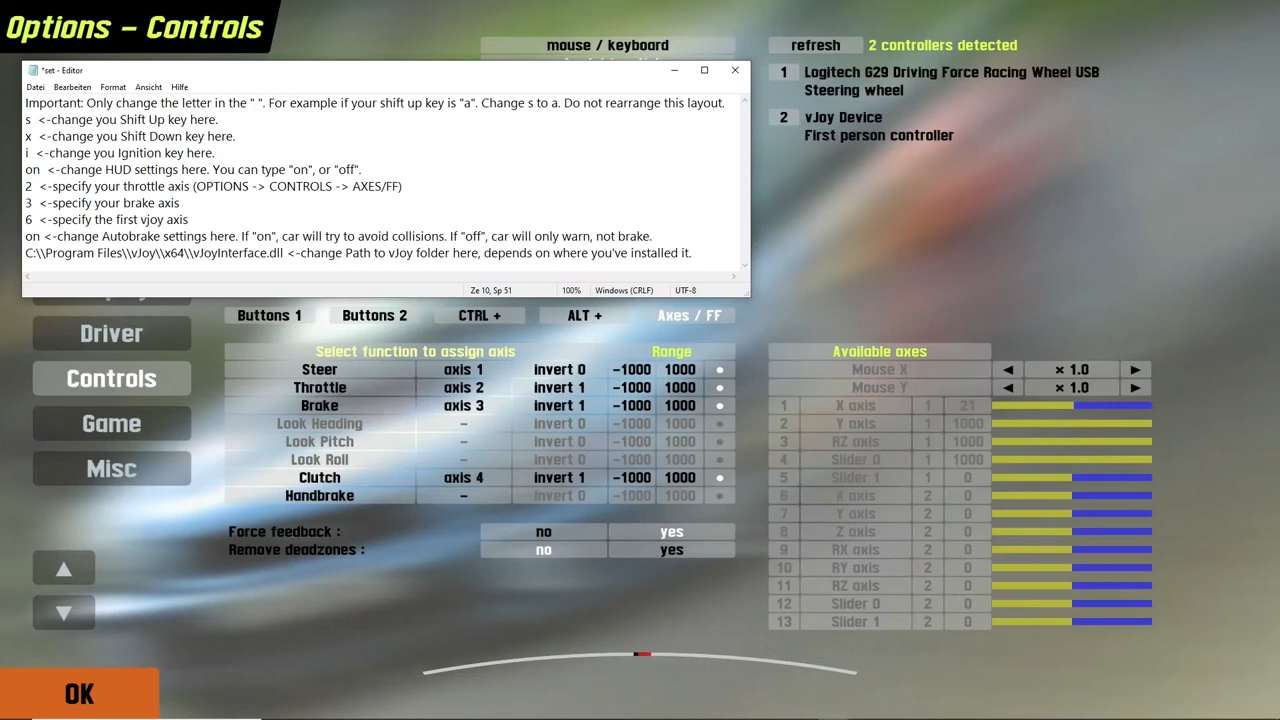 Options - Controls
mouse / keyboard
refresh 2 controllers detected
1 Logitech G29 Driving Force Racing Wheel USB
Steering wheel
2 vJoy Device
First person controller
*set - Editor
Datei Bearbeiten Format Ansicht Hilfe
Important: Only change the letter in the " ". For example if your shift up key is "a". Change s to a. Do not rearrange this layout.
s <-change you Shift Up key here.
x <-change you Shift Down key here.
i <-change you Ignition key here.
on <-change HUD settings here. You can type "on", or "off".
2 <-specify your throttle axis (OPTIONS -> CONTROLS -> AXES/FF)
3 <-specify your brake axis
6 <-specify the first vjoy axis
on <-change Autobrake settings here. If "on", car will try to avoid collisions. If "off", car will only warn, not brake.
C:\\Program Files\\vJoy\\x64\\vJoyInterface.dll <-change Path to vJoy folder here, depends on where you've installed it.
Ze 10, Sp 51 100% Windows (CRLF) UTF-8
Driver
Controls
Game
Misc
Buttons 1 Buttons 2 CTRL + ALT + Axes / FF
Select function to assign axis Range
Steer axis 1 invert 0 -1000 1000
Throttle axis 2 invert 1 -1000 1000
Brake axis 3 invert 1 -1000 1000
Look Heading - invert 0 -1000 1000
Look Pitch - invert 0 -1000 1000
Look Roll - invert 0 -1000 1000
Clutch axis 4 invert 1 -1000 1000
Handbrake - invert 0 -1000 1000
Force feedback : no yes
Remove deadzones : no yes
Available axes
Mouse X × 1.0
Mouse Y × 1.0
1 X axis 1 21
2 Y axis 1 1000
3 RZ axis 1 1000
4 Slider 0 1 1000
5 Slider 1 1 0
6 X axis 2 0
7 Y axis 2 0
8 Z axis 2 0
9 RX axis 2 0
10 RY axis 2 0
11 RZ axis 2 0
12 Slider 0 2 0
13 Slider 1 2 0
OK